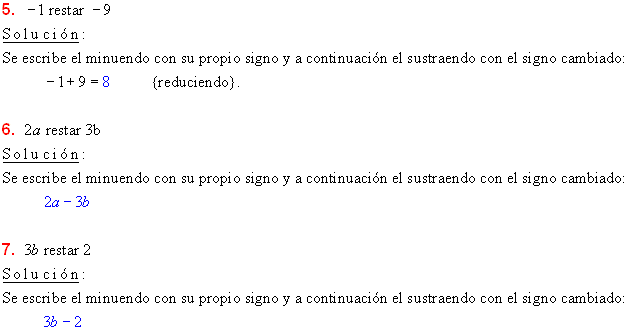 5. −1 restar −9
Solución:
Se escribe el minuendo con su propio signo y a continuación el sustraendo con el signo cambiado:
−1 + 9 = 8 {reduciendo}.
6. 2a restar 3b
Solución:
Se escribe el minuendo con su propio signo y a continuación el sustraendo con el signo cambiado:
2a − 3b
7. 3b restar 2
Solución:
Se escribe el minuendo con su propio signo y a continuación el sustraendo con el signo cambiado:
3b − 2